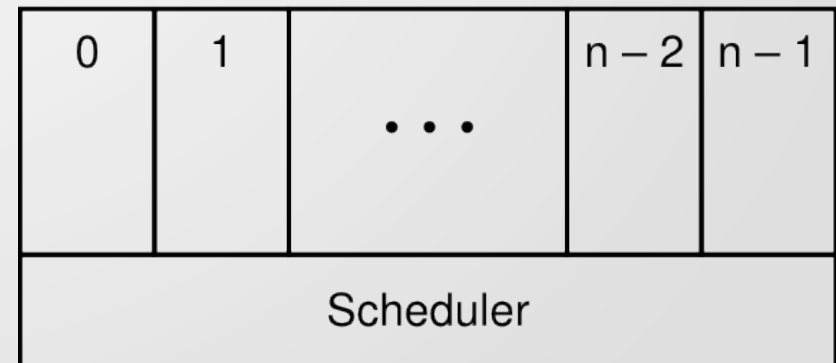 0 1 n – 2 n – 1
• • •
Scheduler